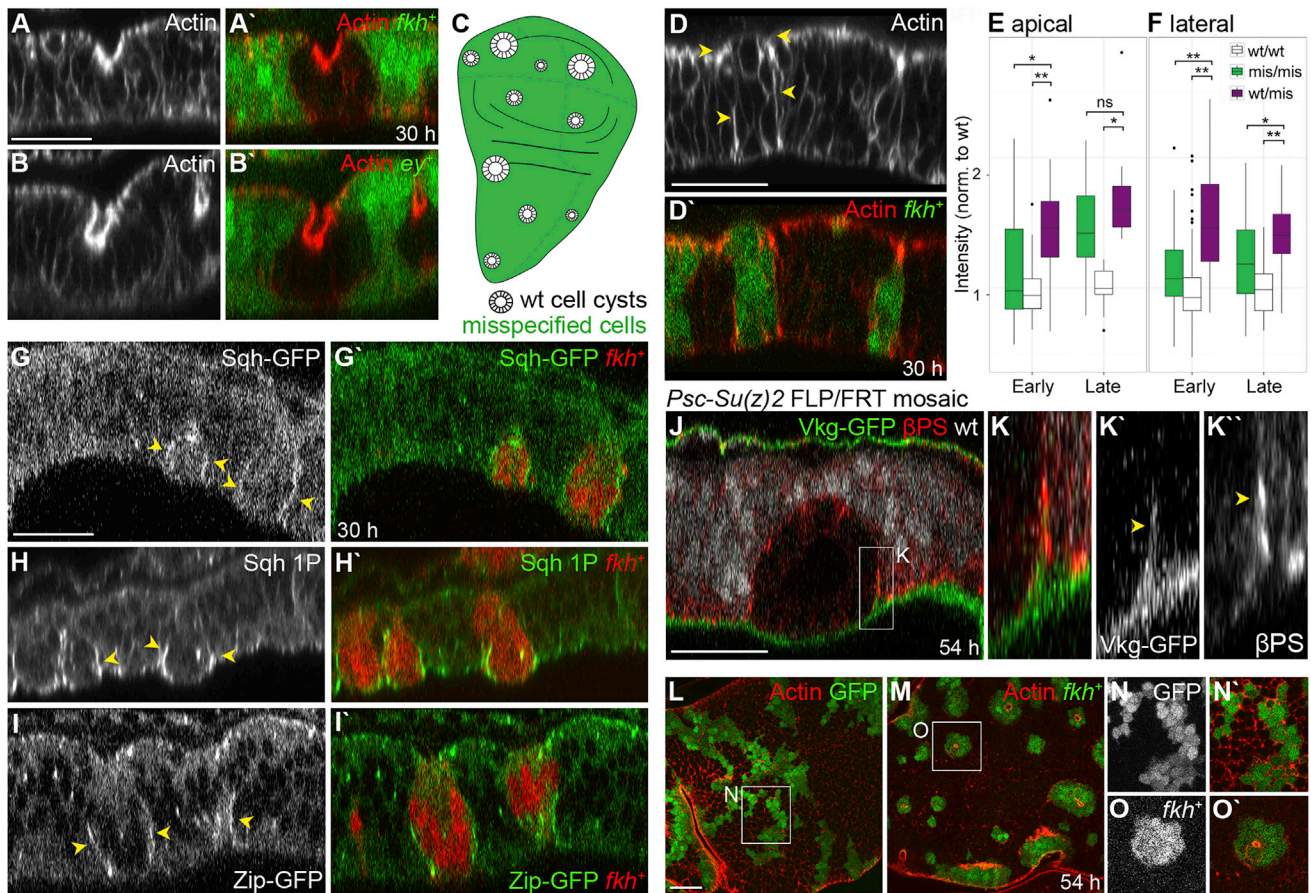 A Actin
A` Actin fkh+
30 h
B Actin
B` Actin ey+
C
wt cell cysts
misspecified cells
D Actin
D` Actin fkh+
30 h
E apical
F lateral
wt/wt
mis/mis
wt/mis
* ** ns *
** ** * **
Intensity (norm. to wt)
2
1
Early Late Early Late
G Sqh-GFP
G` Sqh-GFP fkh+
30 h
H Sqh 1P
H` Sqh 1P fkh+
I Zip-GFP
I` Zip-GFP fkh+
Psc-Su(z)2 FLP/FRT mosaic
J Vkg-GFP βPS wt
K
54 h
K
K` Vkg-GFP
K`` βPS
L Actin GFP
N
M Actin fkh+
O
54 h
N GFP
N`
O fkh+
O`